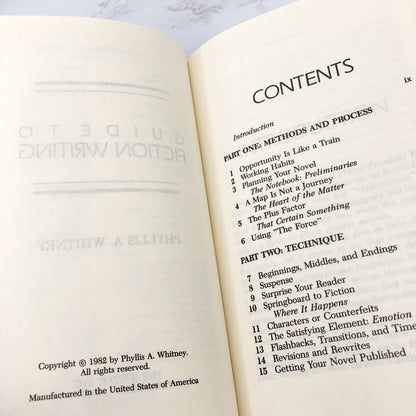 GUIDE TO
FICTION WRITING
PHYLLIS A. WHITNEY
Copyright © 1982 by Phyllis A. Whitney.
All rights reserved.
Manufactured in the United States of America
CONTENTS
Introduction ix
PART ONE: METHODS AND PROCESS
1 Opportunity Is Like a Train
2 Working Habits
3 Planning Your Novel
The Notebook: Preliminaries
4 A Map Is Not a Journey
The Heart of the Matter
5 The Plus Factor
That Certain Something
6 Using "The Force"
PART TWO: TECHNIQUE
7 Beginnings, Middles, and Endings
8 Suspense
9 Surprise Your Reader
10 Springboard to Fiction
Where It Happens
11 Characters or Counterfeits
12 The Satisfying Element: Emotion
13 Flashbacks, Transitions, and Time
14 Revisions and Rewrites
15 Getting Your Novel Published